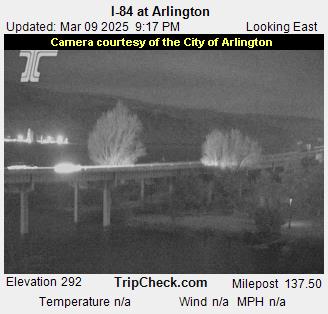 I-84 at Arlington
Updated: Mar 09 2025 9:17 PM Looking East
Camera courtesy of the City of Arlington
Elevation 292 TripCheck.com Milepost 137.50
Temperature n/a Wind n/a MPH n/a